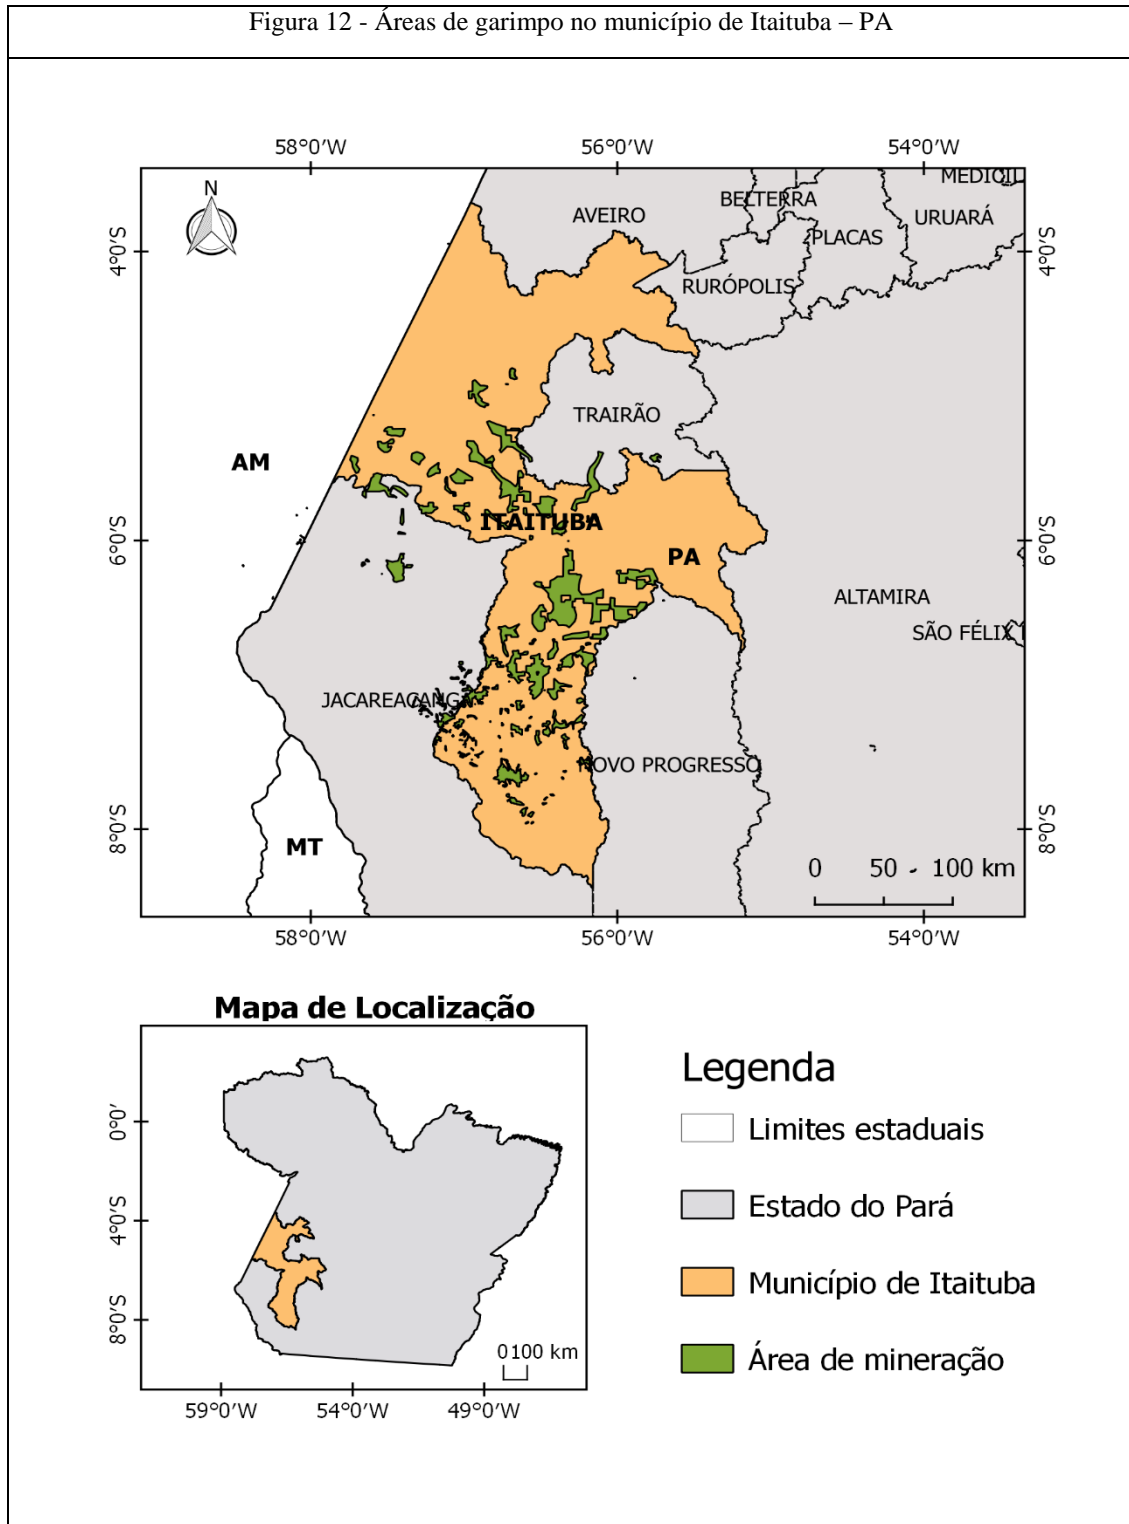 Figura 12 - Áreas de garimpo no município de Itaituba – PA
58°0'W 56°0'W 54°0'W
N
4°0'S
4°0'S
6°0'S
6°0'S
8°0'S
8°0'S
AVEIRO
BELTERRA
MEDICIL
URUARÁ
PLACAS
RURÓPOLIS
TRAIRÃO
AM
ITAITUBA
PA
ALTAMIRA
SÃO FÉLIX
JACAREACANGA
NOVO PROGRESSO
MT
0 50 - 100 km
58°0'W 56°0'W 54°0'W
Mapa de Localização
0°0'
4°0'S
8°0'S
0 100 km
59°0'W 54°0'W 49°0'W
Legenda
Limites estaduais
Estado do Pará
Município de Itaituba
Área de mineração